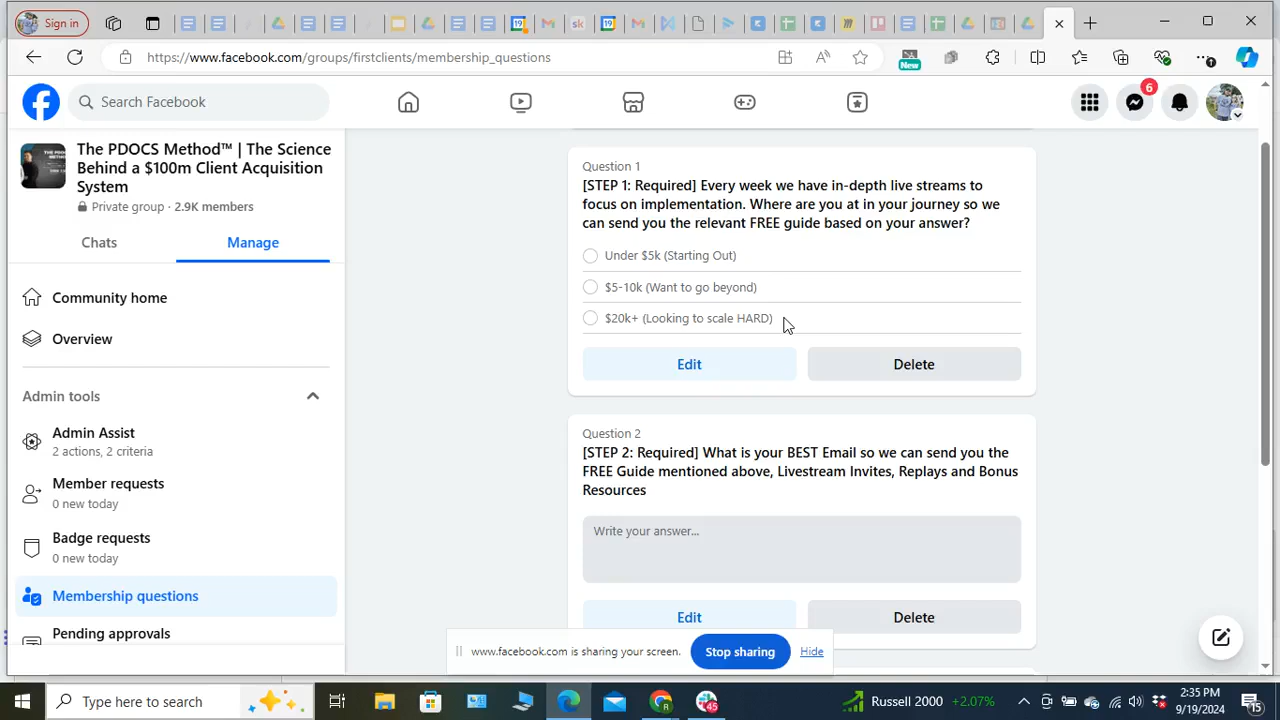 Sign in
19
sk
https://www.facebook.com/groups/firstclients/membership_questions
New
1
Search Facebook
6
The PDOCS Method™ | The Science
Behind a $100m Client Acquisition
System
Private group · 2.9K members
Chats
Manage
Community home
Overview
Admin tools
Admin Assist
2 actions, 2 criteria
Member requests
0 new today
Badge requests
0 new today
Membership questions
Pending approvals
Question 1
[STEP 1: Required] Every week we have in-depth live streams to
focus on implementation. Where are you at in your journey so we
can send you the relevant FREE guide based on your answer?
Under $5k (Starting Out)
$5-10k (Want to go beyond)
$20k+ (Looking to scale HARD)
Edit
Delete
Question 2
[STEP 2: Required] What is your BEST Email so we can send you the
FREE Guide mentioned above, Livestream Invites, Replays and Bonus
Resources
Write your answer...
Edit
Delete
www.facebook.com is sharing your screen.
Stop sharing
Hide
Type here to search
45
Russell 2000 +2.07%
2:35 PM
9/19/2024
15